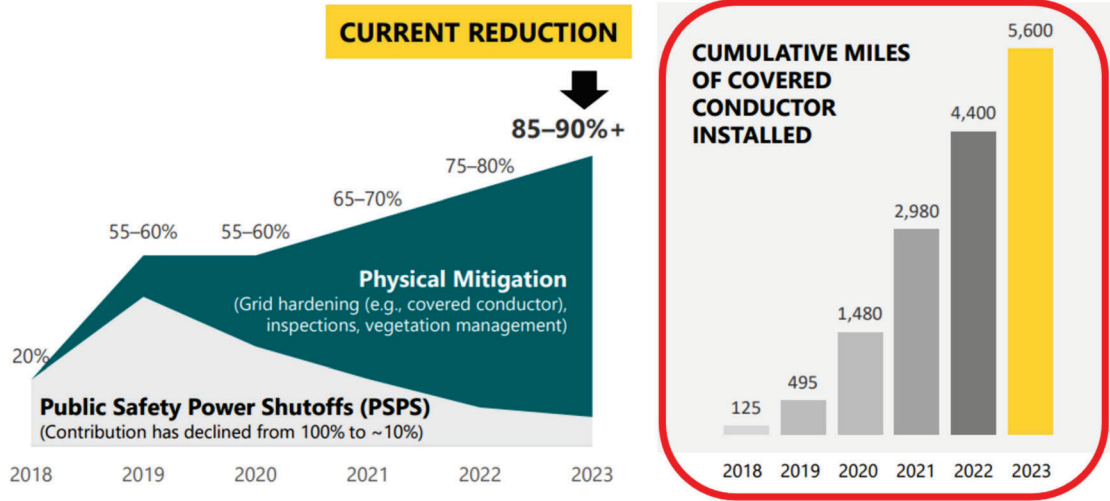 CURRENT REDUCTION
85–90%+
75–80%
65–70%
55–60%
55–60%
20%
Physical Mitigation
(Grid hardening (e.g., covered conductor),
inspections, vegetation management)
Public Safety Power Shutoffs (PSPS)
(Contribution has declined from 100% to ~10%)
2018
2019
2020
2021
2022
2023
CUMULATIVE MILES
OF COVERED
CONDUCTOR
INSTALLED
125
495
1,480
2,980
4,400
5,600
2018
2019
2020
2021
2022
2023